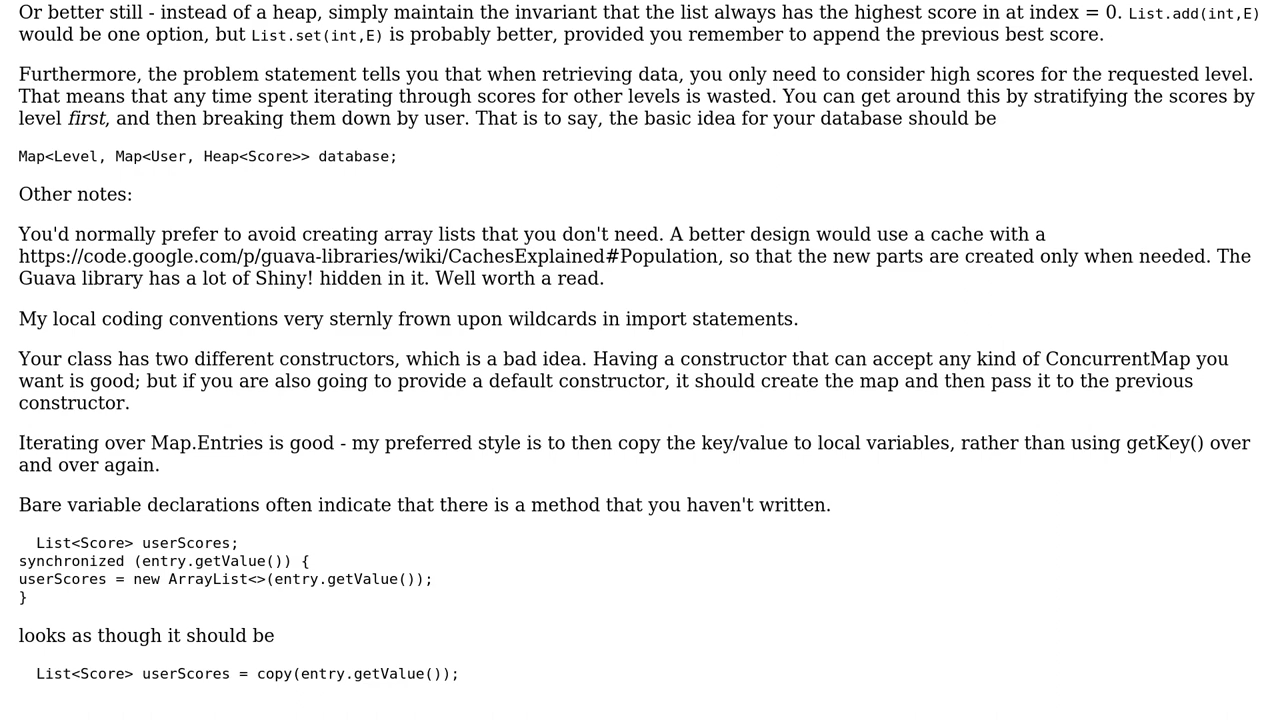 Or better still - instead of a heap, simply maintain the invariant that the list always has the highest score in at index = 0. List.add(int,E)
would be one option, but List.set(int,E) is probably better, provided you remember to append the previous best score.
Furthermore, the problem statement tells you that when retrieving data, you only need to consider high scores for the requested level.
That means that any time spent iterating through scores for other levels is wasted. You can get around this by stratifying the scores by
level first, and then breaking them down by user. That is to say, the basic idea for your database should be
Map<Level, Map<User, Heap<Score>> database;
Other notes:
You'd normally prefer to avoid creating array lists that you don't need. A better design would use a cache with a
https://code.google.com/p/guava-libraries/wiki/CachesExplained#Population, so that the new parts are created only when needed. The
Guava library has a lot of Shiny! hidden in it. Well worth a read.
My local coding conventions very sternly frown upon wildcards in import statements.
Your class has two different constructors, which is a bad idea. Having a constructor that can accept any kind of ConcurrentMap you
want is good; but if you are also going to provide a default constructor, it should create the map and then pass it to the previous
constructor.
Iterating over Map.Entries is good - my preferred style is to then copy the key/value to local variables, rather than using getKey() over
and over again.
Bare variable declarations often indicate that there is a method that you haven't written.
List<Score> userScores;
synchronized (entry.getValue()) {
userScores = new ArrayList<>(entry.getValue());
}
looks as though it should be
List<Score> userScores = copy(entry.getValue());